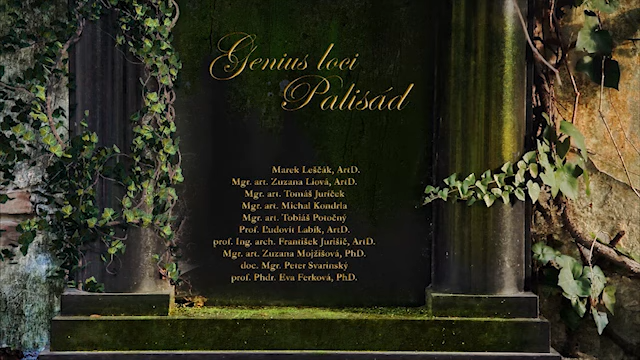 Genius loci
Palisád
Marek Leščák, ArtD.
Mgr. art. Zuzana Liová, ArtD.
Mgr. art. Tomáš Juríček
Mgr. art. Michal Kondrla
Mgr. art. Tobiáš Potočný
Prof. Ľudovít Labík, ArtD.
prof. Ing. arch. František Jurišič, ArtD.
Mgr. art. Zuzana Mojžišová, PhD.
doc. Mgr. Peter Svarinský
prof. Phdr. Eva Ferková, PhD.